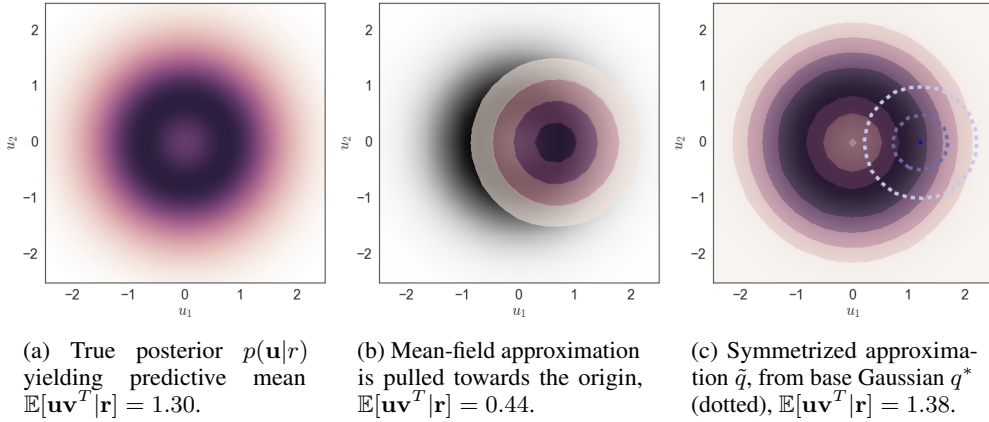 2
1
0
−1
−2
u₂
−2 −1 0 1 2
u₁
(a) True posterior p(u|r)
yielding predictive mean
𝔼[uvᵀ|r] = 1.30.
2
1
0
−1
−2
u₂
−2 −1 0 1 2
u₁
(b) Mean-field approximation
is pulled towards the origin,
𝔼[uvᵀ|r] = 0.44.
2
1
0
−1
−2
u₂
−2 −1 0 1 2
u₁
(c) Symmetrized approxima-
tion q̃, from base Gaussian q*
(dotted), 𝔼[uvᵀ|r] = 1.38.